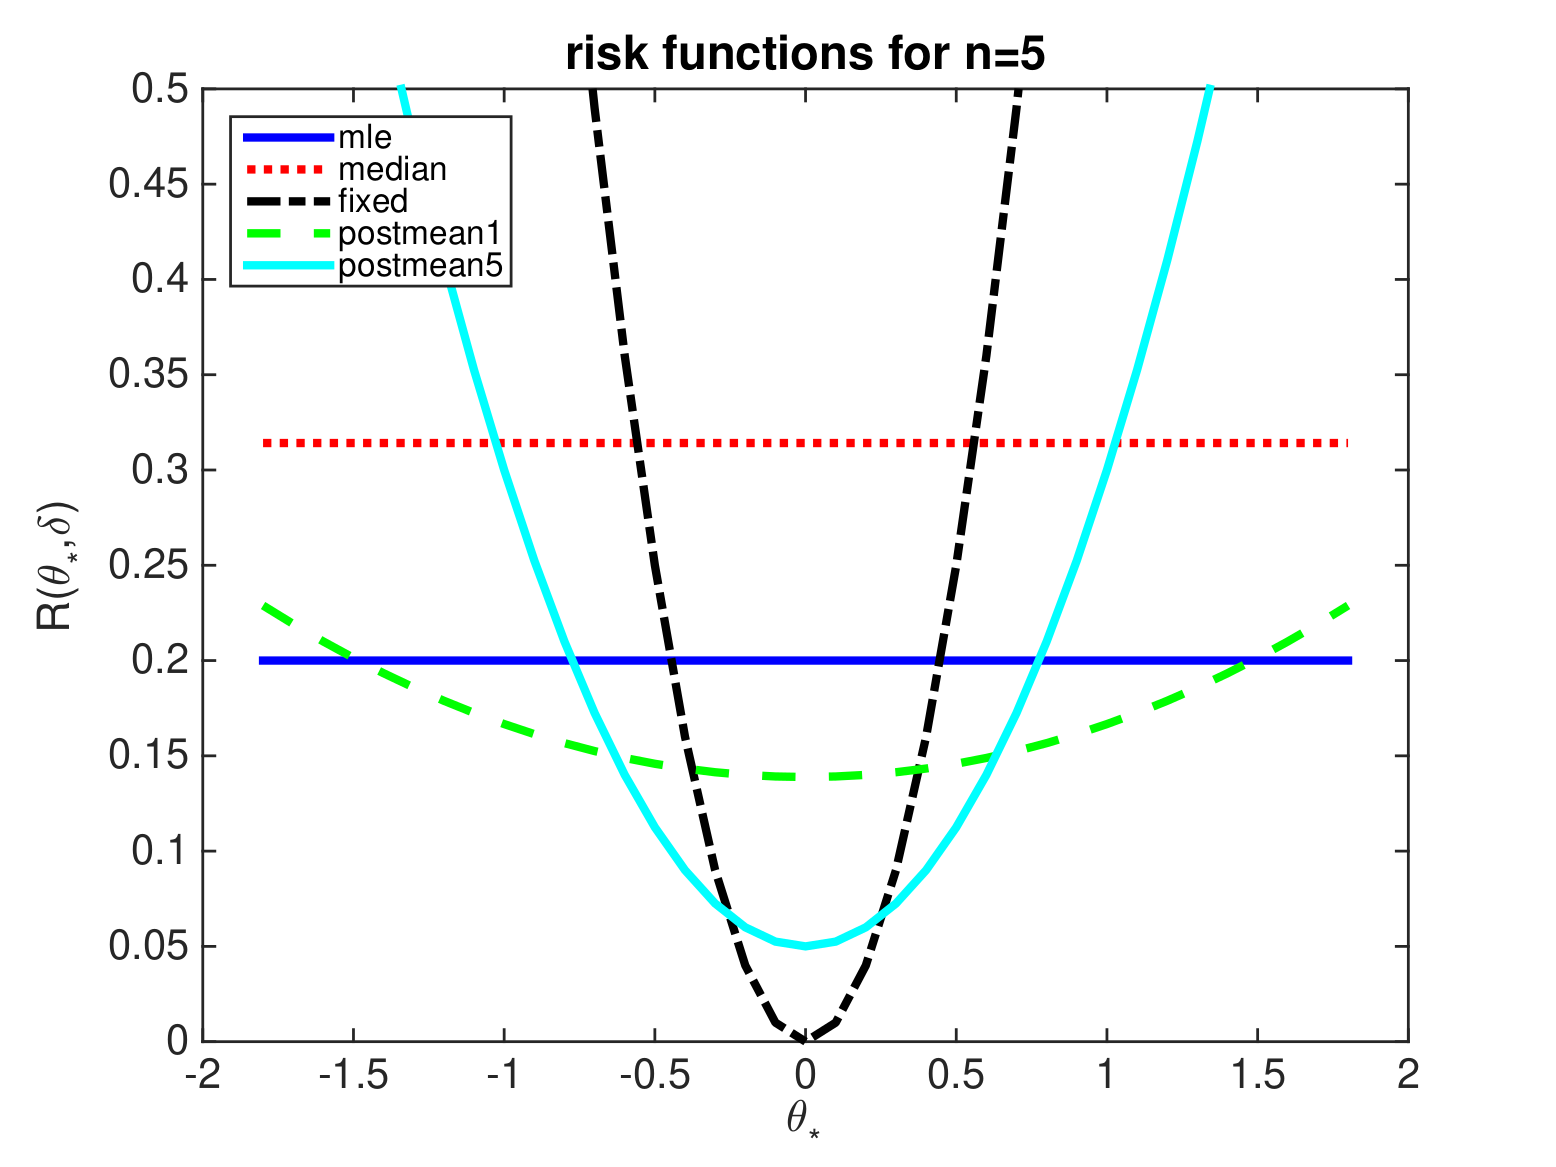 risk functions for n=5
0.5
0.45
0.4
0.35
0.3
0.25
0.2
0.15
0.1
0.05
0
R(θ*,δ)
mle
median
fixed
postmean1
postmean5
-2 -1.5 -1 -0.5 0 0.5 1 1.5 2
θ*